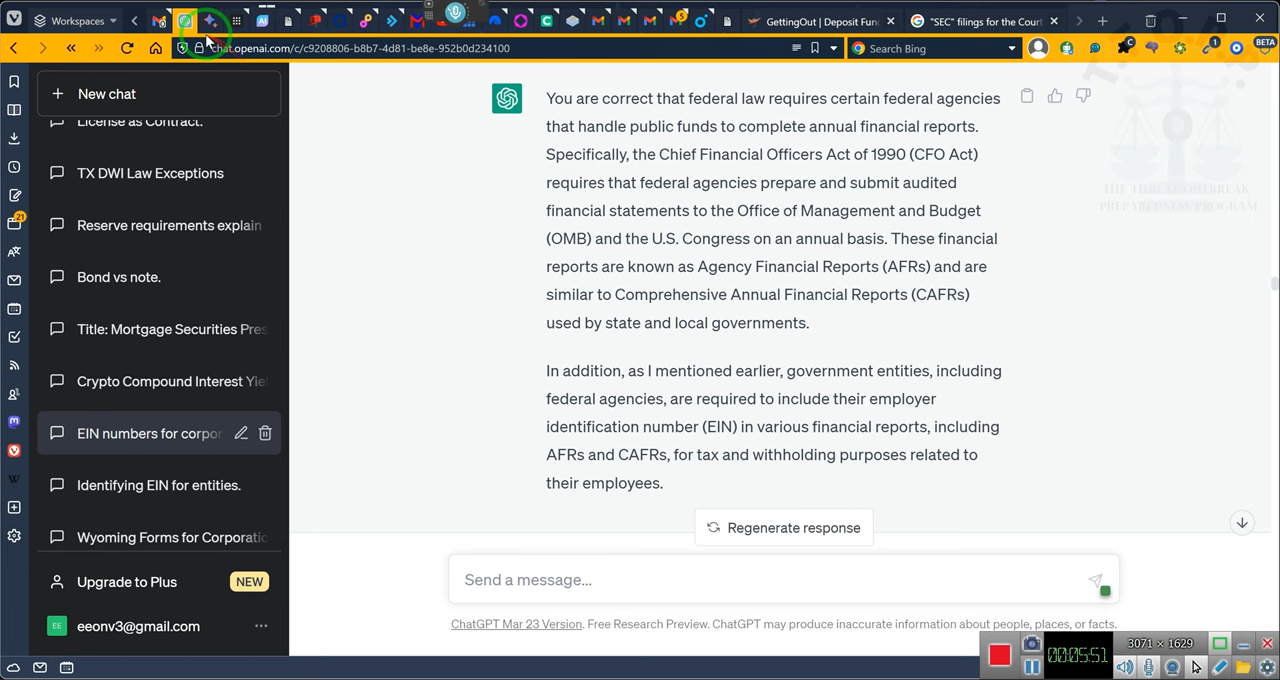 Workspaces
GettingOut | Deposit Fund
"SEC" filings for the Court
chat.openai.com/c/c9208806-b8b7-4d81-be8e-952b0d234100
Search Bing
BETA
21
New chat
License as Contract.
TX DWI Law Exceptions
Reserve requirements explain
Bond vs note.
Title: Mortgage Securities Pres
Crypto Compound Interest Yie
EIN numbers for corpor
Identifying EIN for entities.
Wyoming Forms for Corporatio
Upgrade to Plus NEW
EE eeonv3@gmail.com
You are correct that federal law requires certain federal agencies
that handle public funds to complete annual financial reports.
Specifically, the Chief Financial Officers Act of 1990 (CFO Act)
requires that federal agencies prepare and submit audited
financial statements to the Office of Management and Budget
(OMB) and the U.S. Congress on an annual basis. These financial
reports are known as Agency Financial Reports (AFRs) and are
similar to Comprehensive Annual Financial Reports (CAFRs)
used by state and local governments.
In addition, as I mentioned earlier, government entities, including
federal agencies, are required to include their employer
identification number (EIN) in various financial reports, including
AFRs and CAFRs, for tax and withholding purposes related to
their employees.
Regenerate response
Send a message...
ChatGPT Mar 23 Version. Free Research Preview. ChatGPT may produce inaccurate information about people, places, or facts.
THE THREAT OUTBREAK
PREPAREDNESS PROGRAM
3071 × 1629
00:05:51